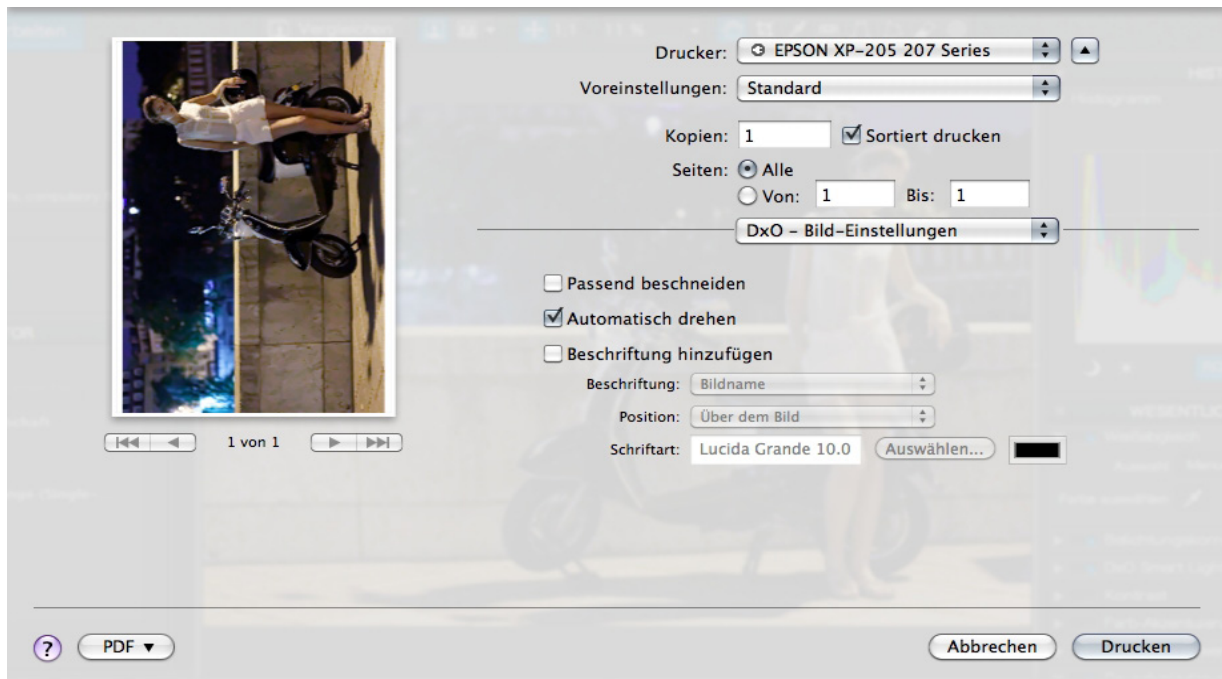 Drucker: EPSON XP-205 207 Series
Voreinstellungen: Standard
Kopien: 1 Sortiert drucken
Seiten: Alle
Von: 1 Bis: 1
DxO - Bild-Einstellungen
Passend beschneiden
Automatisch drehen
Beschriftung hinzufügen
Beschriftung: Bildname
Position: Über dem Bild
Schriftart: Lucida Grande 10.0 Auswählen...
1 von 1
? PDF Abbrechen Drucken